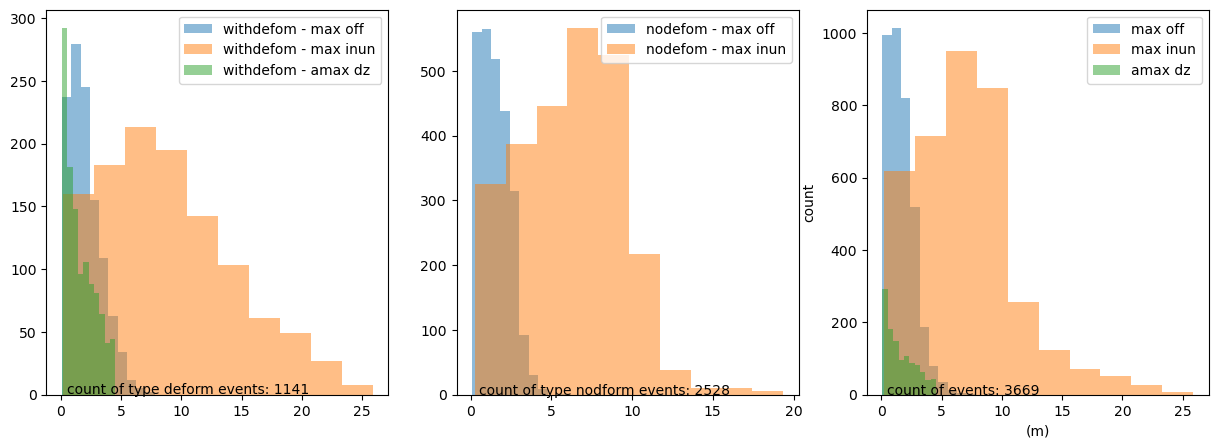 withdefom - max off
withdefom - max inun
withdefom - amax dz
300
250
200
150
100
50
0
count of type deform events: 1141
0 5 10 15 20 25
nodefom - max off
nodefom - max inun
500
400
300
200
100
0
count of type nodform events: 2528
0 5 10 15 20
max off
max inun
amax dz
1000
800
600
400
200
0
count
count of events: 3669
0 5 10 15 20 25
(m)